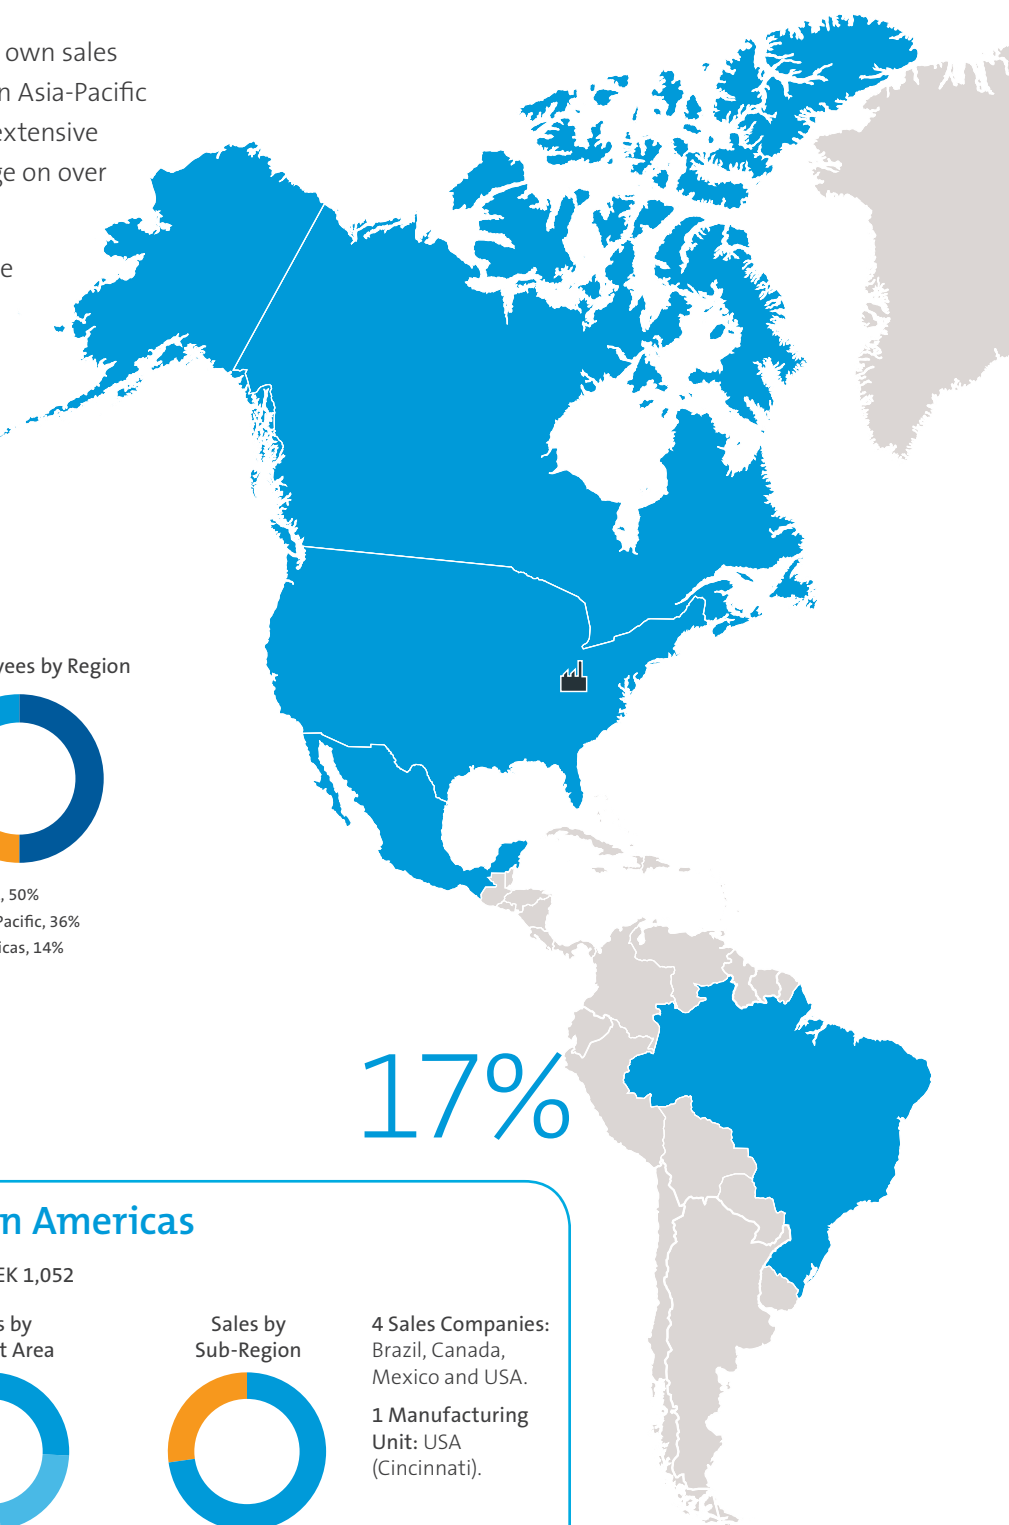 own sales
n Asia-Pacific
extensive
ge on over
e
yees by Region
, 50%
Pacific, 36%
icas, 14%
17%
n Americas
EK 1,052
s by
t Area
Sales by
Sub-Region
4 Sales Companies:
Brazil, Canada,
Mexico and USA.
1 Manufacturing
Unit: USA
(Cincinnati).